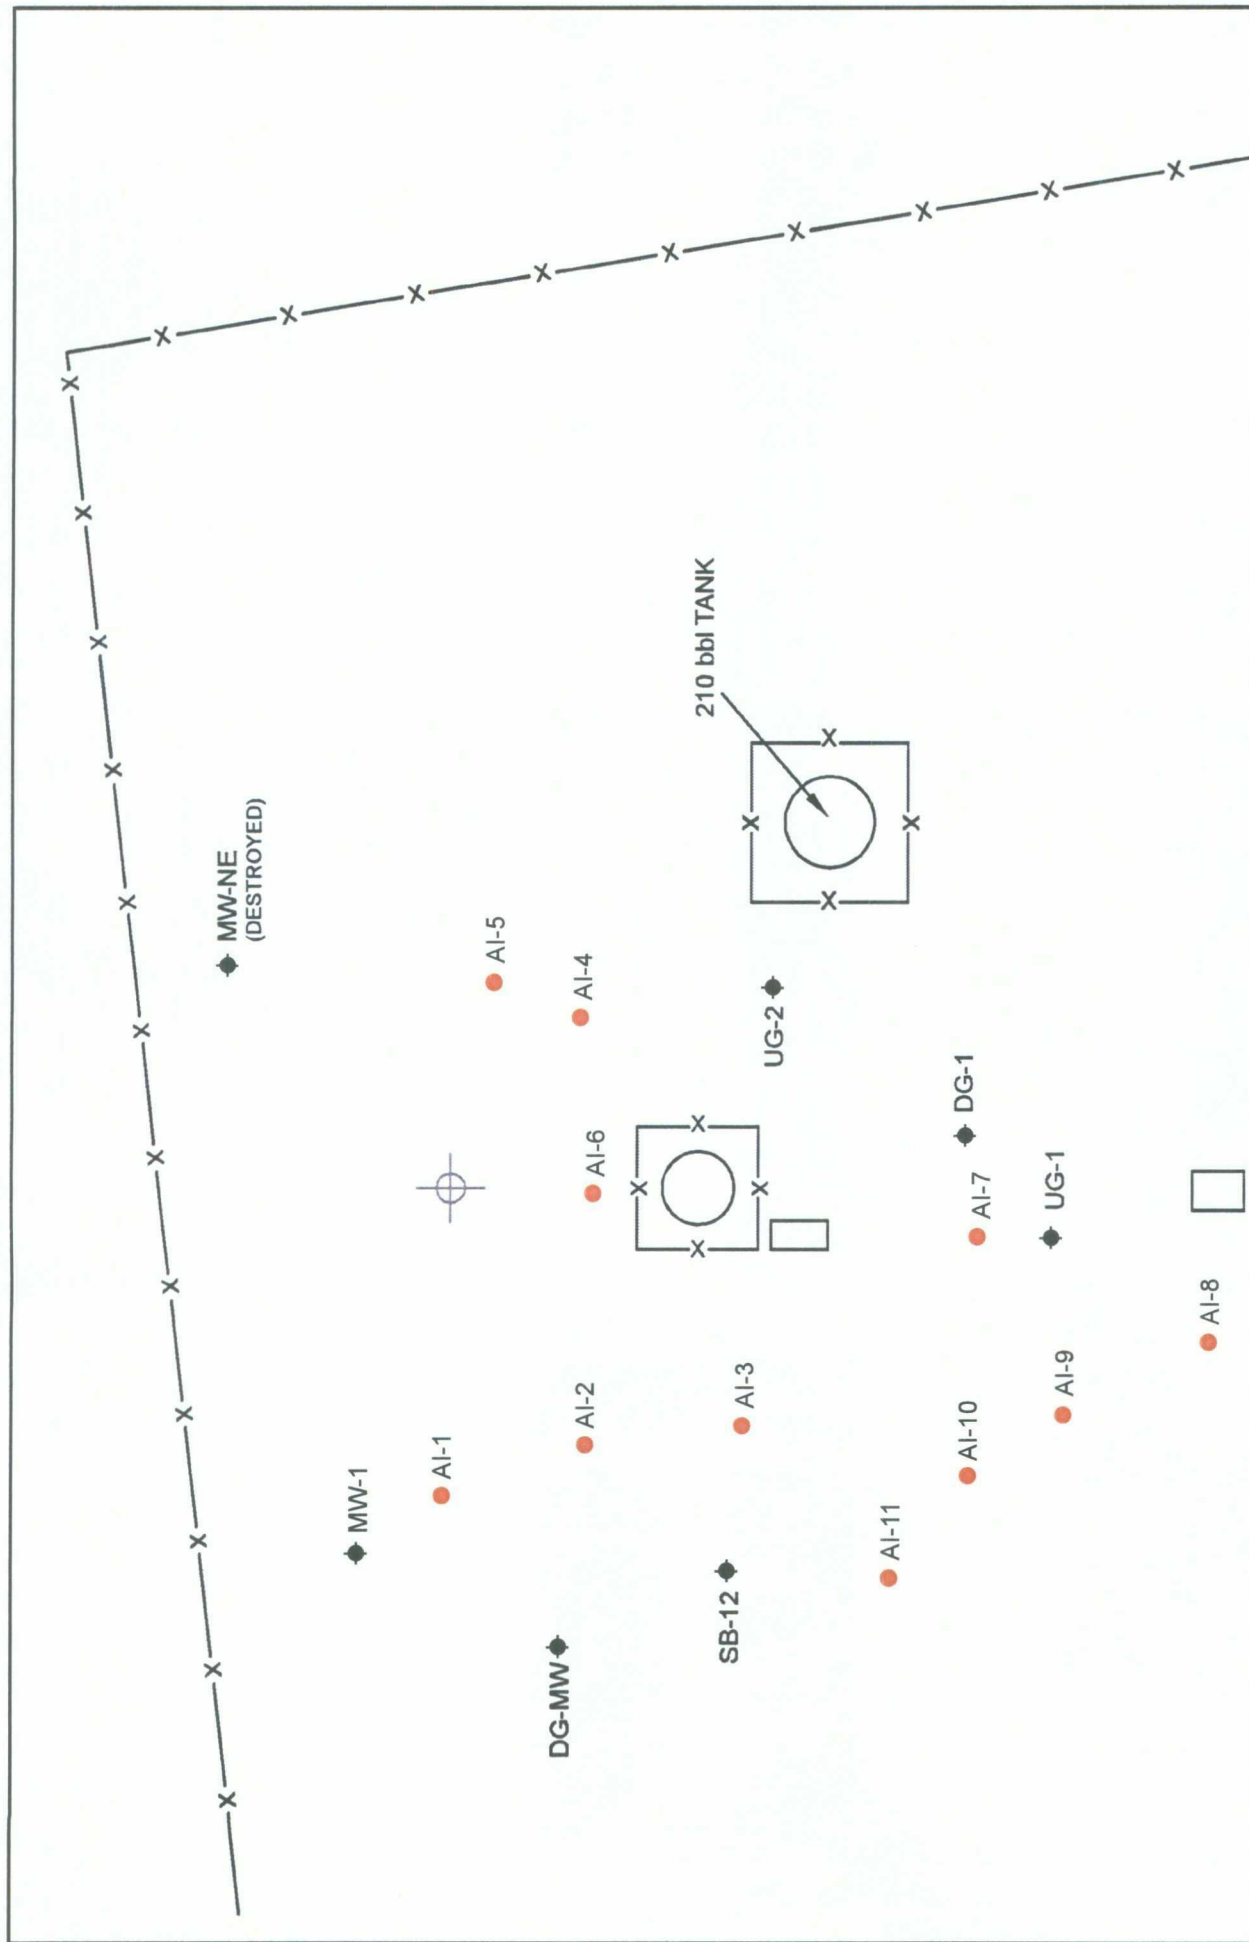 MW-NE
(DESTROYED)
210 bbl TANK
AI-5
AI-4
UG-2
AI-6
DG-1
AI-7
UG-1
AI-8
MW-1
AI-1
AI-2
AI-3
AI-9
AI-10
AI-11
SB-12
DG-MW